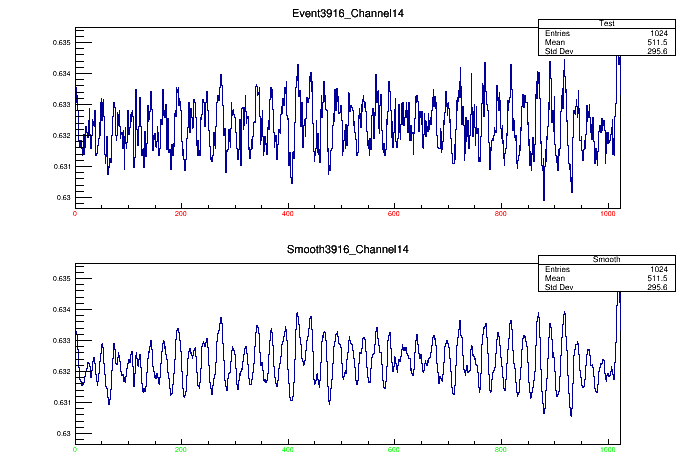 Event3916_Channel14
Test
Entries 1024
Mean 511.5
Std Dev 295.6
0.635
0.634
0.633
0.632
0.631
0.63
0 200 400 600 800 1000
Smooth3916_Channel14
Smooth
Entries 1024
Mean 511.5
Std Dev 295.6
0.635
0.634
0.633
0.632
0.631
0.63
0 200 400 600 800 1000